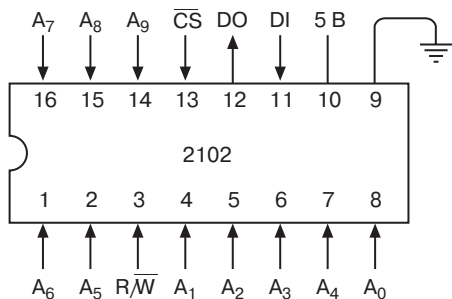 A₇ A₈ A₉ C̅S̅ DO DI 5 В
16 15 14 13 12 11 10 9
2102
1 2 3 4 5 6 7 8
A₆ A₅ R/W̅ A₁ A₂ A₃ A₄ A₀